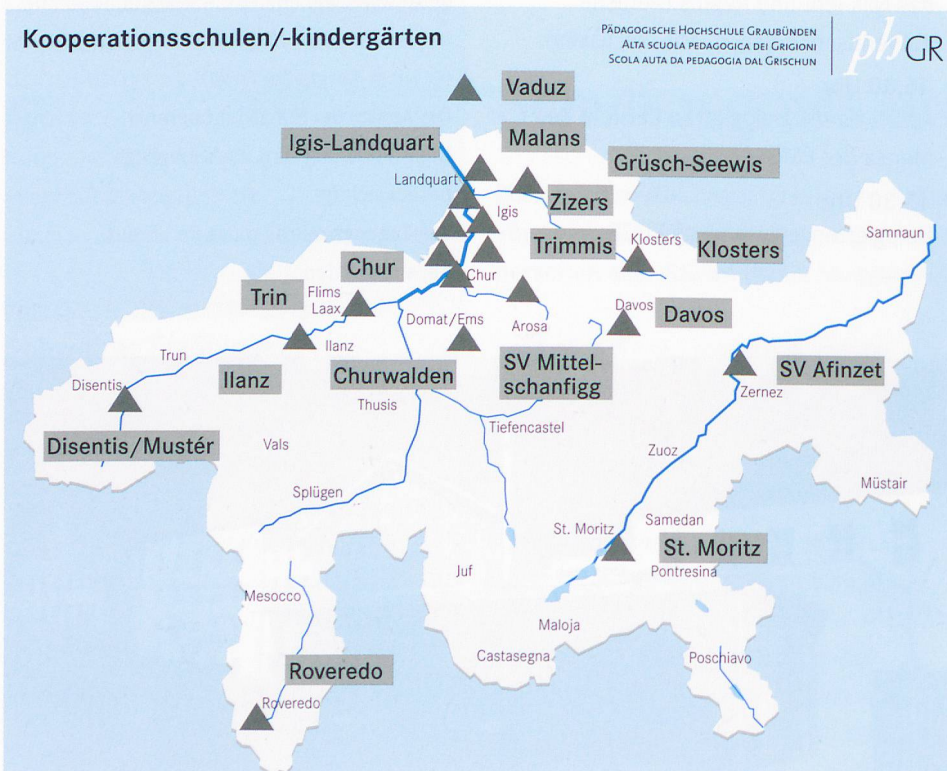 Kooperationsschulen/-kindergärten
PÄDAGOGISCHE HOCHSCHULE GRAUBÜNDEN
ALTA SCUOLA PEDAGOGICA DEI GRIGIONI
SCOLA AUTA DA PEDAGOGIA DAL GRISCHUN
phGR
Vaduz
Igis-Landquart
Malans
Grüsch-Seewis
Landquart
Zizers
Igis
Samnaun
Trimmis
Klosters
Klosters
Chur
Chur
Trin
Flims
Laax
Domat/Ems
Arosa
Davos
Davos
Trun
Ilanz
Ilanz
Churwalden
SV Mittel-
schanfigg
SV Afinzet
Disentis
Zernez
Thusis
Tiefencastel
Disentis/Mustér
Vals
Zuoz
Müstair
Splügen
St. Moritz
Samedan
St. Moritz
Pontresina
Juf
Mesocco
Maloja
Castasegna
Poschiavo
Roveredo
Roveredo